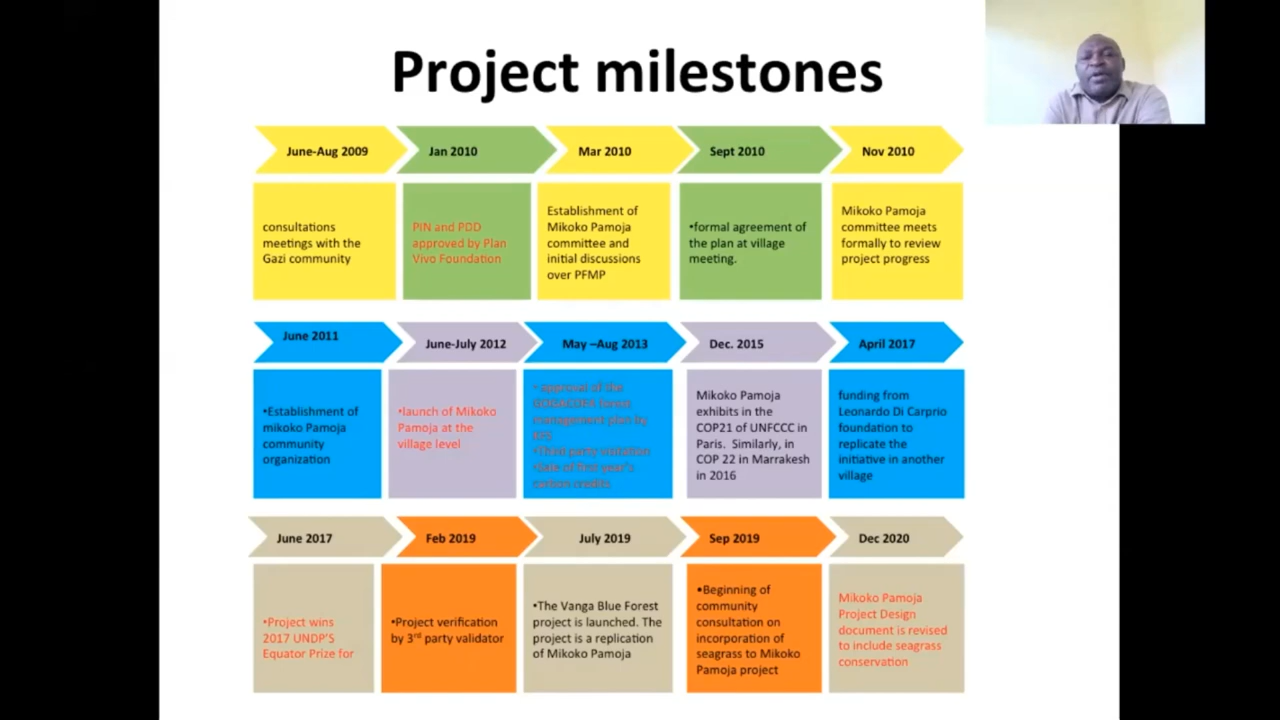 Project milestones
June-Aug 2009
Jan 2010
Mar 2010
Sept 2010
Nov 2010
consultations
meetings with the
Gazi community
PIN and PDD
approved by Plan
Vivo Foundation
Establishment of
Mikoko Pamoja
committee and
initial discussions
over PFMP
•formal agreement of
the plan at village
meeting.
Mikoko Pamoja
committee meets
formally to review
project progress
June 2011
June-July 2012
May –Aug 2013
Dec. 2015
April 2017
•Establishment of
mikoko Pamoja
community
organization
•launch of Mikoko
Pamoja at the
village level
• approval of the
management plan by
•Third party
•Sale of first year's
carbon credits.
Mikoko Pamoja
exhibits in the
COP21 of UNFCCC in
Paris. Similarly, in
COP 22 in Marrakesh
in 2016
funding from
Leonardo Di Carprio
foundation to
replicate the
initiative in another
village
June 2017
Feb 2019
July 2019
Sep 2019
Dec 2020
•Project wins
2017 UNDP'S
Equator Prize for
•Project verification
by 3rd party validator
•The Vanga Blue Forest
project is launched. The
project is a replication
of Mikoko Pamoja
•Beginning of
community
consultation on
incorporation of
seagrass to Mikoko
Pamoja project
Mikoko Pamoja
Project Design
document is revised
to include seagrass
conservation